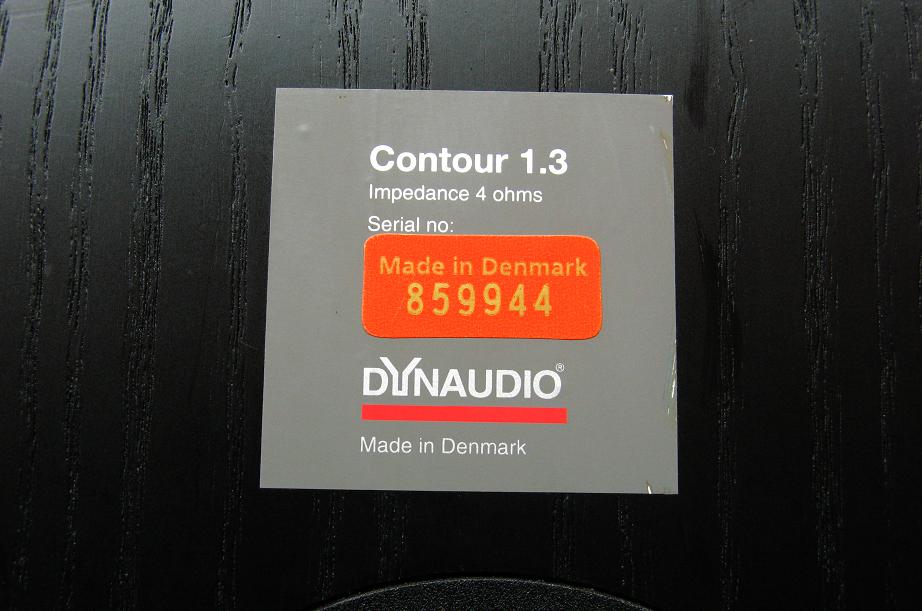 Contour 1.3
Impedance 4 ohms
Serial no:
Made in Denmark
859944
DYNAUDIO®
Made in Denmark